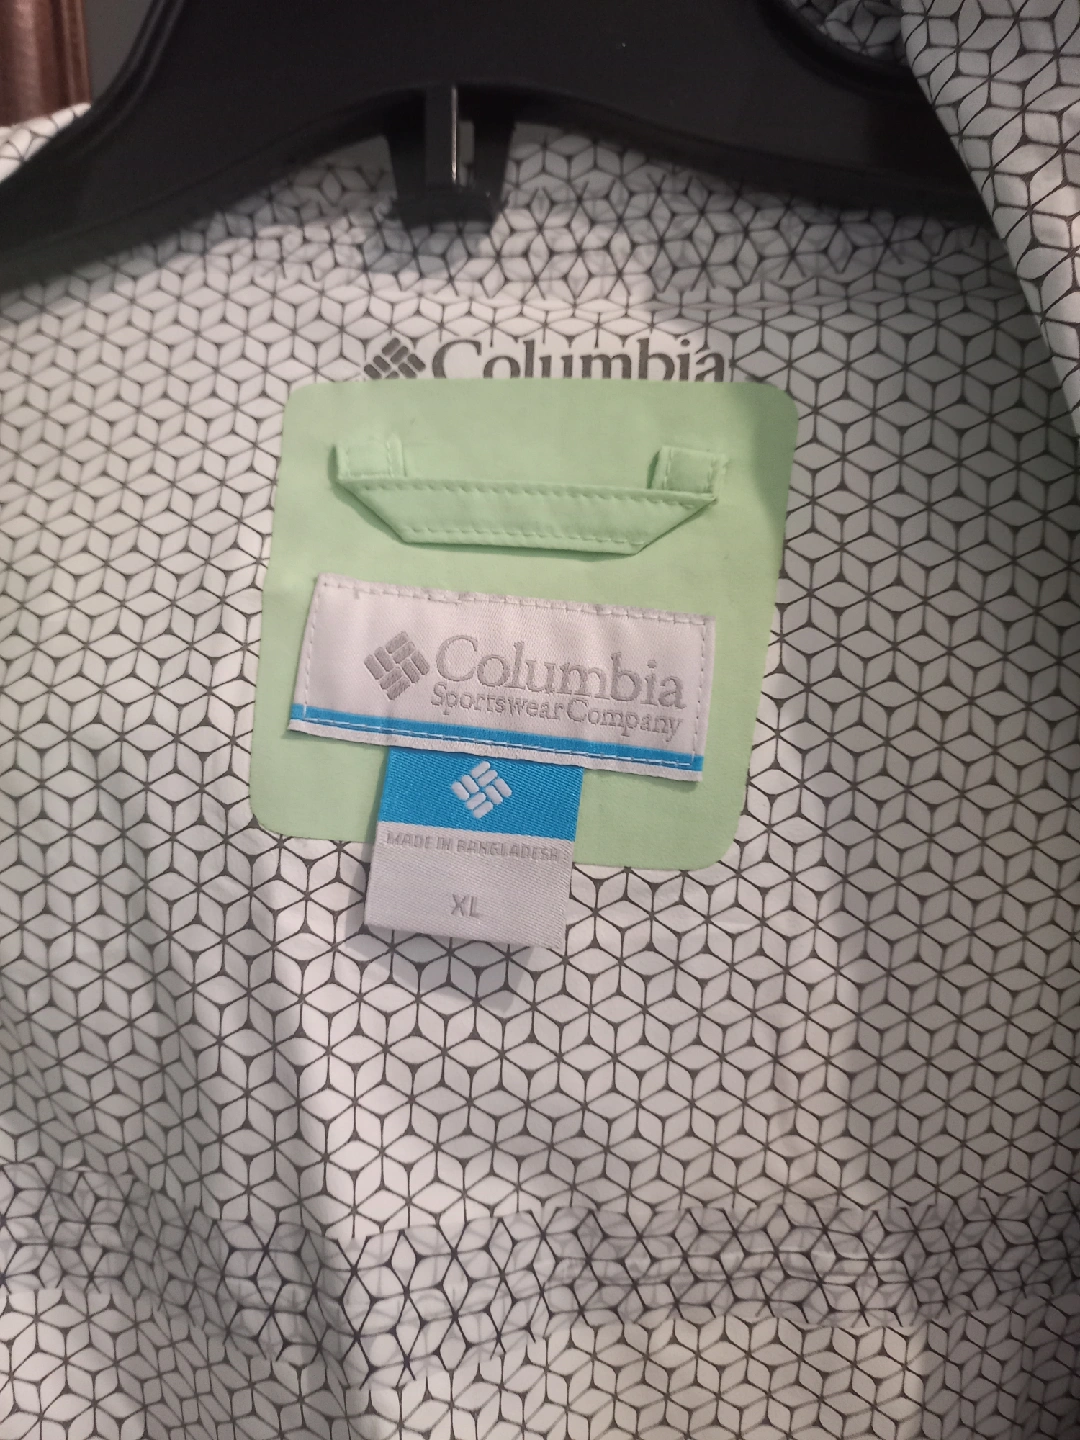 Columbia
Columbia
Sportswear Company
MADE IN BANGLADESH
XL